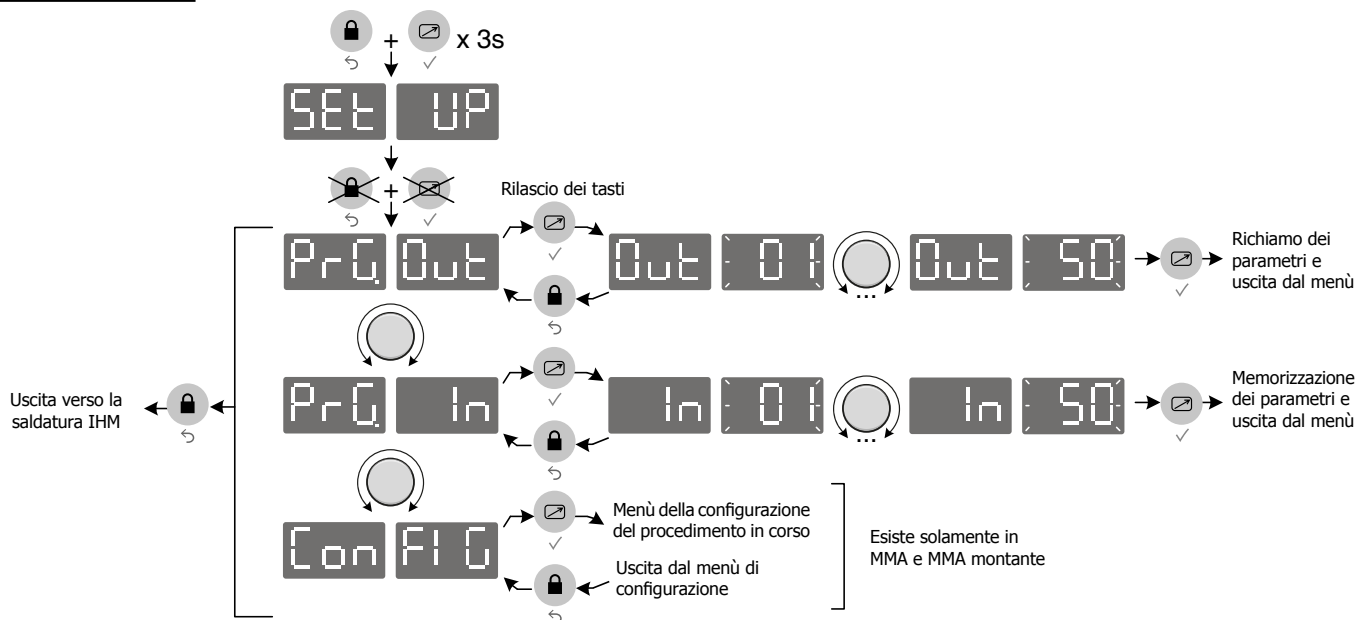 + x 3s
SEt UP
+
Rilascio dei tasti
PrG. Out
Out 01
...
Out 50
Richiamo dei
parametri e
uscita dal menù
PrG. In
In 01
...
In 50
Memorizzazione
dei parametri e
uscita dal menù
Uscita verso la
saldatura IHM
Con FIG
Menù della configurazione
del procedimento in corso
Uscita dal menù di
configurazione
Esiste solamente in
MMA e MMA montante